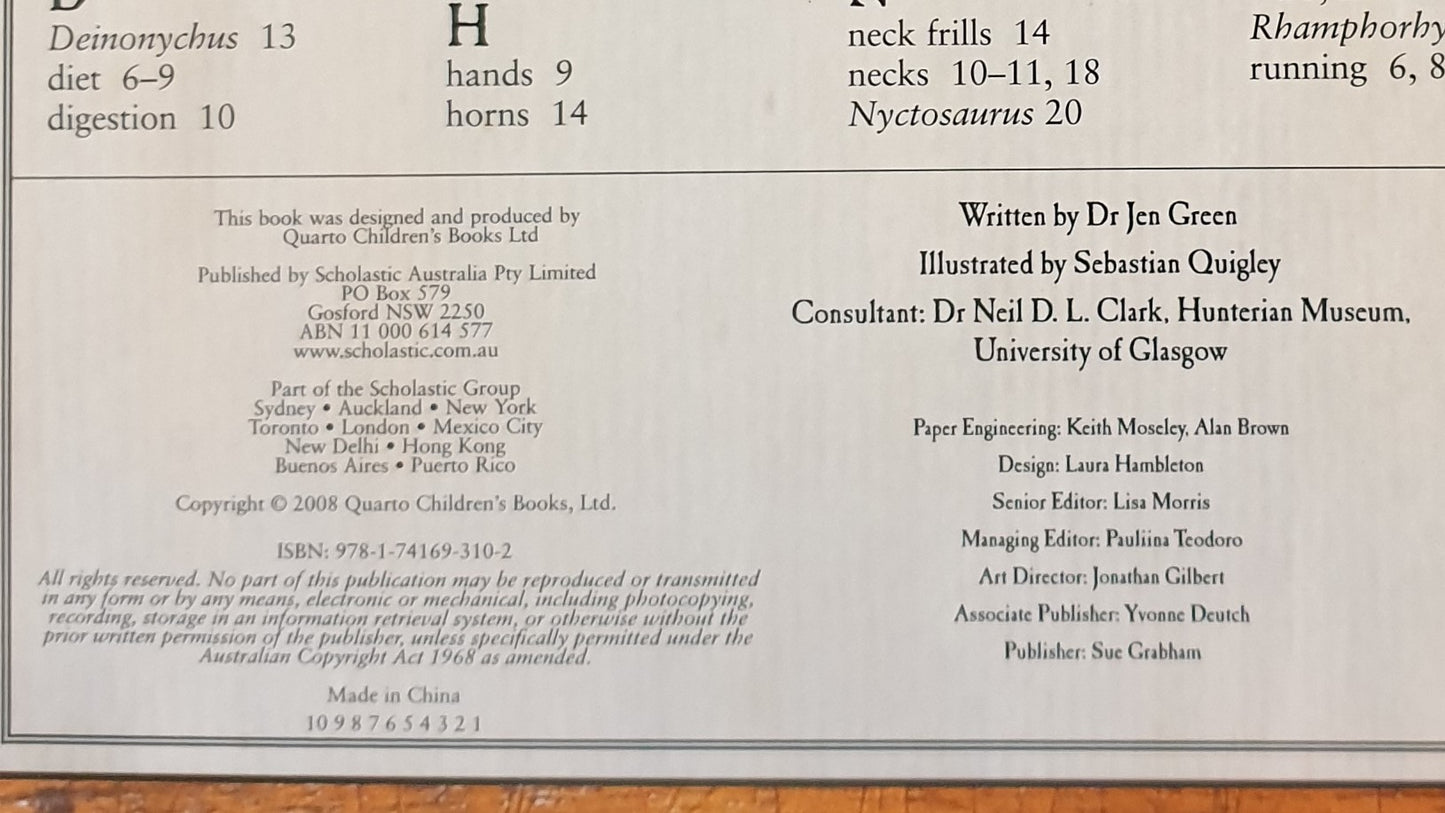 Deinonychus 13
diet 6–9
digestion 10
H
hands 9
horns 14
neck frills 14
necks 10–11, 18
Nyctosaurus 20
running 6, 8
This book was designed and produced by
Quarto Children's Books Ltd
Published by Scholastic Australia Pty Limited
PO Box 579
Gosford NSW 2250
ABN 11 000 614 577
www.scholastic.com.au
Part of the Scholastic Group
Sydney • Auckland • New York
Toronto • London • Mexico City
New Delhi • Hong Kong
Buenos Aires • Puerto Rico
Copyright © 2008 Quarto Children's Books, Ltd.
ISBN: 978-1-74169-310-2
All rights reserved. No part of this publication may be reproduced or transmitted
in any form or by any means, electronic or mechanical, including photocopying,
recording, storage in an information retrieval system, or otherwise without the
prior written permission of the publisher, unless specifically permitted under the
Australian Copyright Act 1968 as amended.
Made in China
10 9 8 7 6 5 4 3 2 1
Written by Dr Jen Green
Illustrated by Sebastian Quigley
Consultant: Dr Neil D. L. Clark, Hunterian Museum,
University of Glasgow
Paper Engineering: Keith Moseley, Alan Brown
Design: Laura Hambleton
Senior Editor: Lisa Morris
Managing Editor: Pauliina Teodoro
Art Director: Jonathan Gilbert
Associate Publisher: Yvonne Deutch
Publisher: Sue Grabham